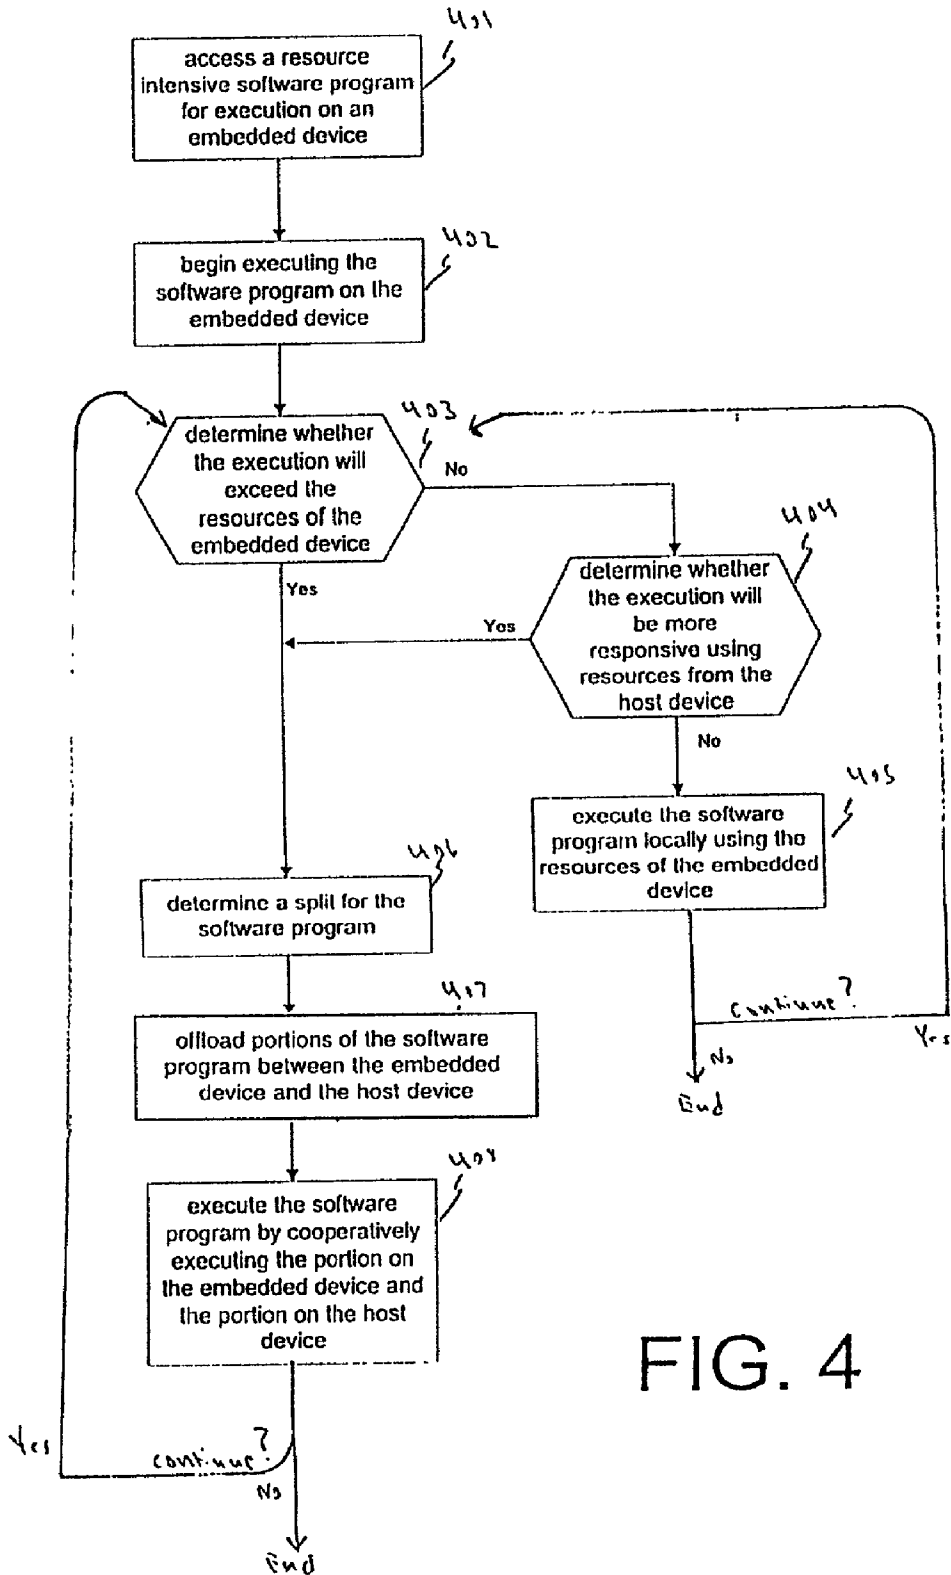 401
access a resource
intensive software program
for execution on an
embedded device
402
begin executing the
software program on the
embedded device
403
determine whether
the execution will
exceed the
resources of the
embedded device
No
Yes
404
determine whether
the execution will
be more
responsive using
resources from the
host device
Yes
No
405
execute the software
program locally using the
resources of the embedded
device
continue?
Yes
No
End
406
determine a split for the
software program
407
offload portions of the software
program between the embedded
device and the host device
408
execute the software
program by cooperatively
executing the portion on
the embedded device and
the portion on the host
device
FIG. 4
Yes
continue?
No
End